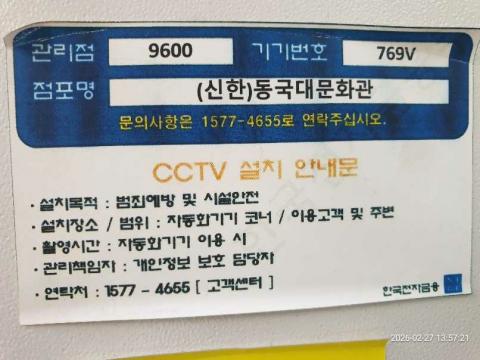 관리점 9600 기기번호 769V
점포명 (신한)동국대문화관
문의사항은 1577-4655로 연락주십시오.
CCTV 설치 안내문
· 설치목적 : 범죄예방 및 시설안전
· 설치장소 / 범위 : 자동화기기 코너 / 이용고객 및 주변
· 촬영시간 : 자동화기기 이용 시
· 관리책임자 : 개인정보 보호 담당자
· 연락처 : 1577 - 4655 [ 고객센터 ]
한국전자금융
2026-02-27 13:57:21